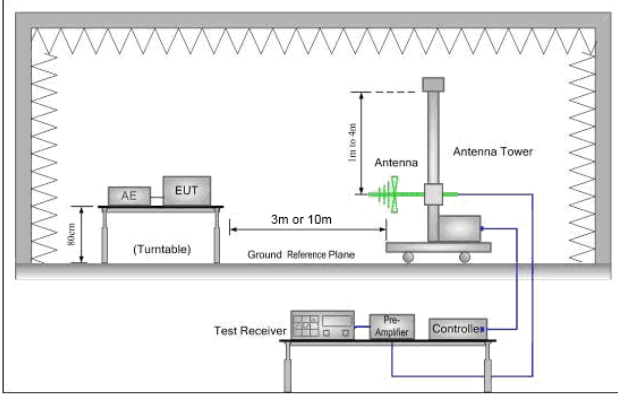 1m to 4m
Antenna
Antenna Tower
AE
EUT
80cm
(Turntable)
3m or 10m
Ground Reference Plane
Test Receiver
Pre-
Amplifier
Controller